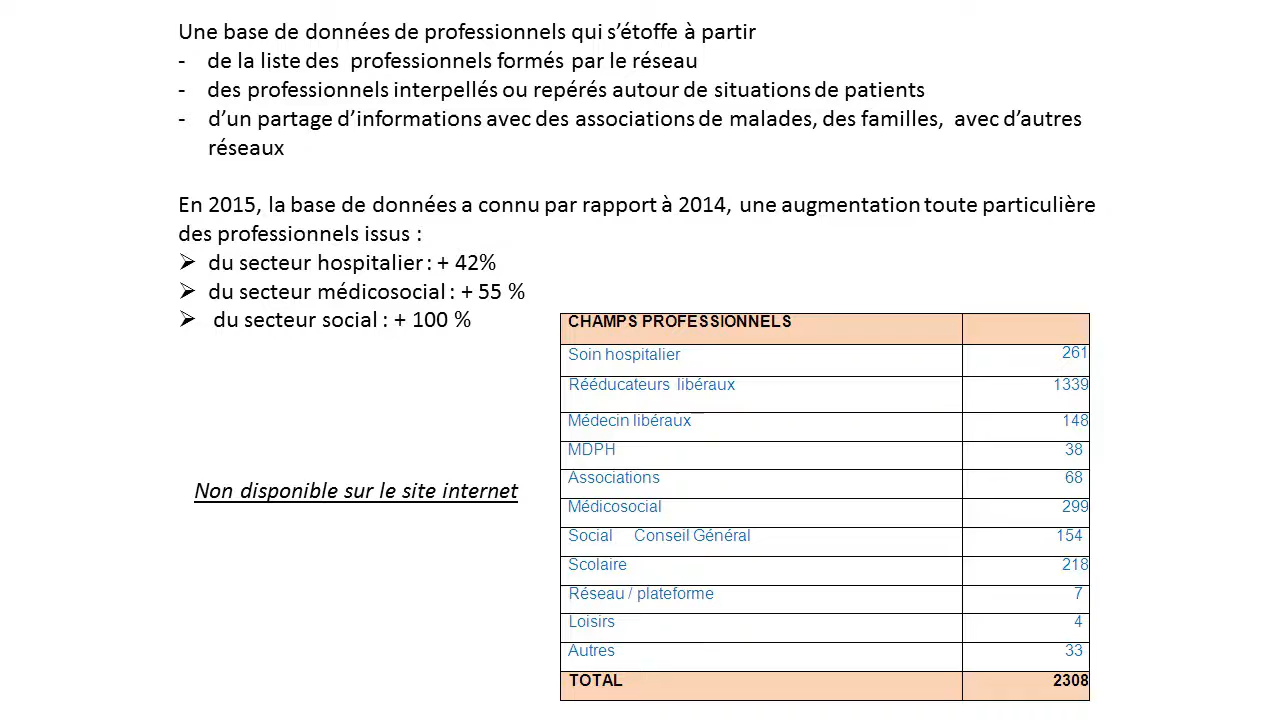 Une base de données de professionnels qui s’étoffe à partir
- de la liste des professionnels formés par le réseau
- des professionnels interpellés ou repérés autour de situations de patients
- d’un partage d’informations avec des associations de malades, des familles, avec d’autres
réseaux
En 2015, la base de données a connu par rapport à 2014, une augmentation toute particulière
des professionnels issus :
➢ du secteur hospitalier : + 42%
➢ du secteur médicosocial : + 55 %
➢ du secteur social : + 100 %
CHAMPS PROFESSIONNELS
Soin hospitalier 261
Rééducateurs libéraux 1339
Médecin libéraux 148
MDPH 38
Associations 68
Non disponible sur le site internet
Médicosocial 299
Social Conseil Général 154
Scolaire 218
Réseau / plateforme 7
Loisirs 4
Autres 33
TOTAL 2308